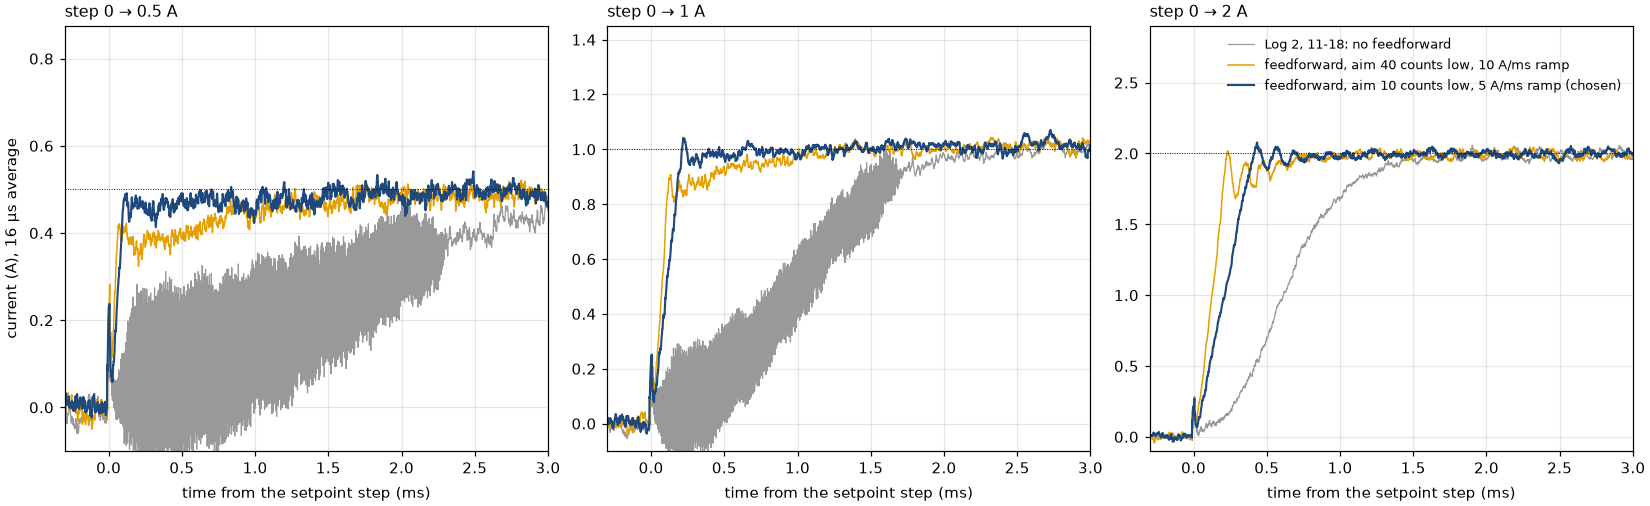 step 0 → 0.5 A
0.8
0.6
0.4
0.2
0.0
current (A), 16 µs average
0.0 0.5 1.0 1.5 2.0 2.5 3.0
time from the setpoint step (ms)
step 0 → 1 A
1.4
1.2
1.0
0.8
0.6
0.4
0.2
0.0
0.0 0.5 1.0 1.5 2.0 2.5 3.0
time from the setpoint step (ms)
step 0 → 2 A
Log 2, 11-18: no feedforward
feedforward, aim 40 counts low, 10 A/ms ramp
feedforward, aim 10 counts low, 5 A/ms ramp (chosen)
2.5
2.0
1.5
1.0
0.5
0.0
0.0 0.5 1.0 1.5 2.0 2.5 3.0
time from the setpoint step (ms)